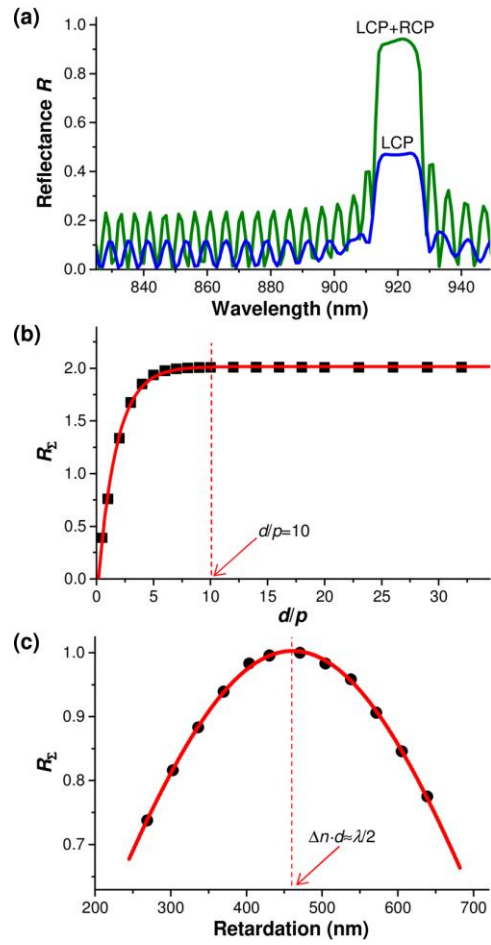 (a)
LCP+RCP
1.0
0.8
0.6
LCP
0.4
0.2
0.0
Reflectance R
840 860 880 900 920 940
Wavelength (nm)
(b)
2.0
1.5
1.0
0.5
0.0
R_Σ
d/p=10
0 5 10 15 20 25 30
d/p
(c)
1.0
0.9
0.8
0.7
R_Σ
Δn·d≈λ/2
200 300 400 500 600 700
Retardation (nm)